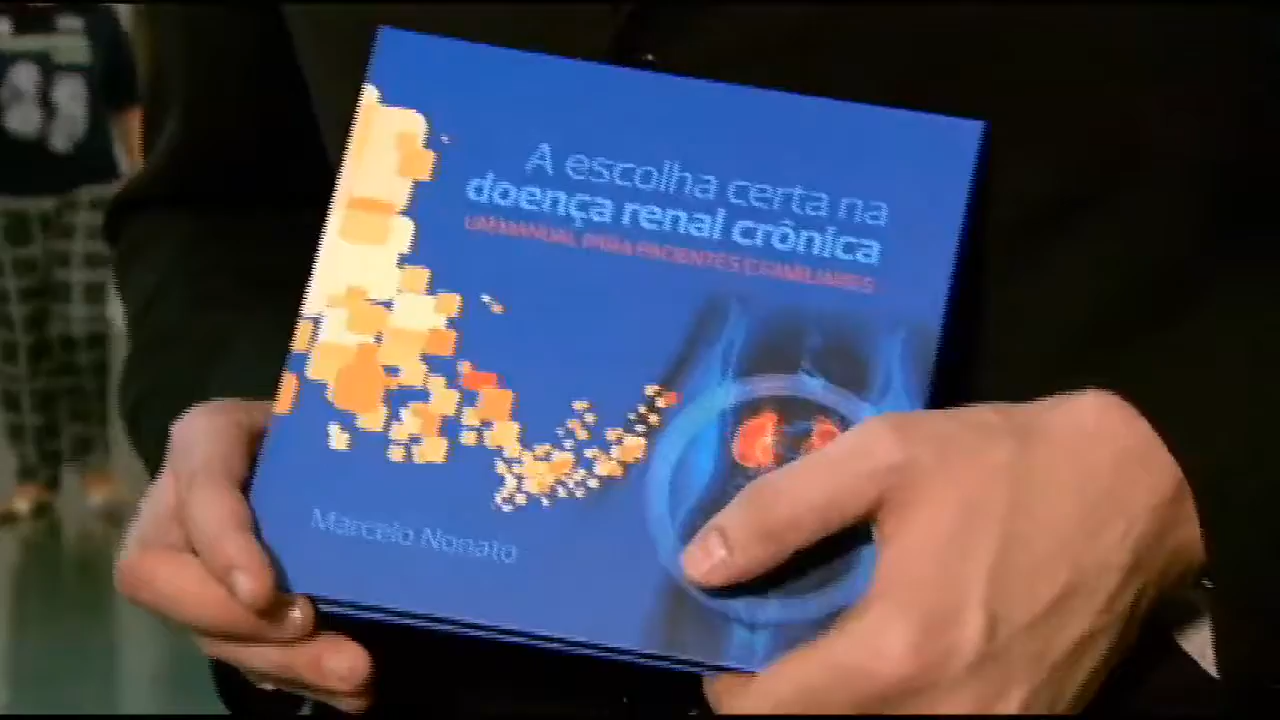 A escolha certa na
doença renal crônica
UM MANUAL PARA PACIENTES E FAMILIARES
Marcelo Nonato